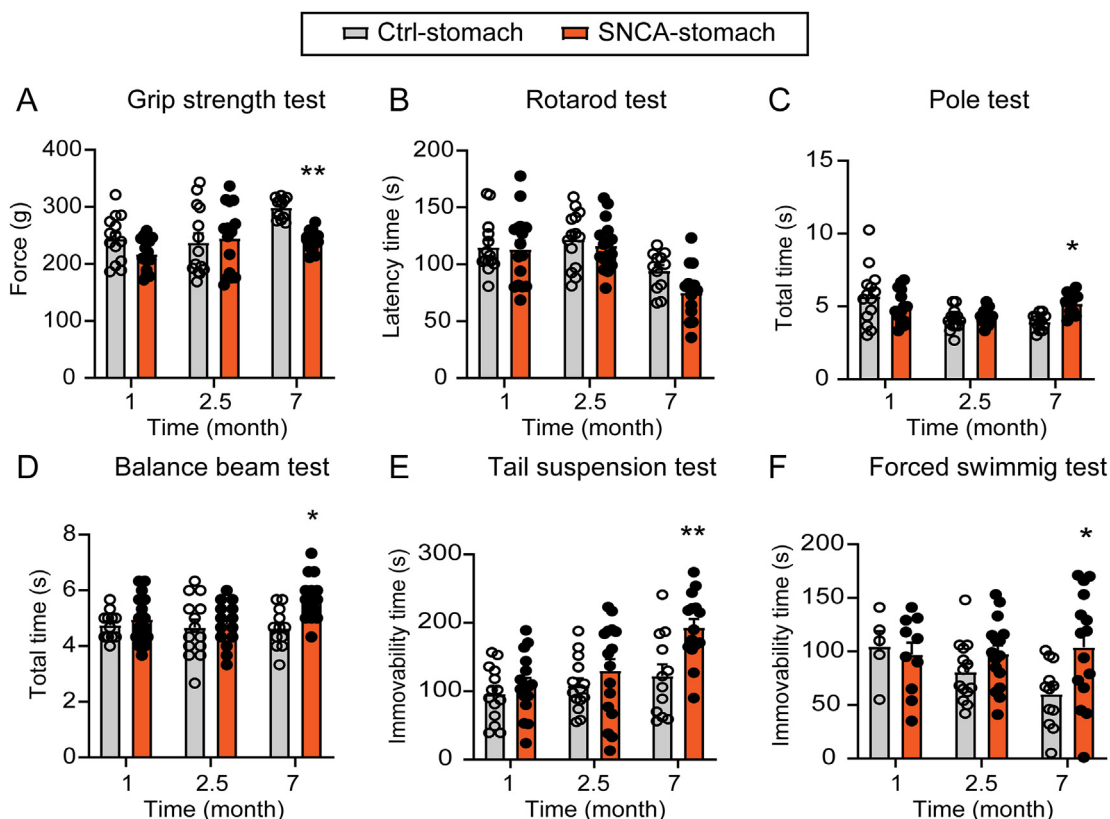 Ctrl-stomach SNCA-stomach
A Grip strength test
Force (g)
400
300
200
100
0
**
1 2.5 7
Time (month)
B Rotarod test
Latency time (s)
200
150
100
50
0
1 2.5 7
Time (month)
C Pole test
Total time (s)
15
10
5
0
*
1 2.5 7
Time (month)
D Balance beam test
Total time (s)
8
6
4
2
0
*
1 2.5 7
Time (month)
E Tail suspension test
Immovability time (s)
300
200
100
0
**
1 2.5 7
Time (month)
F Forced swimmig test
Immovability time (s)
200
150
100
50
0
*
1 2.5 7
Time (month)